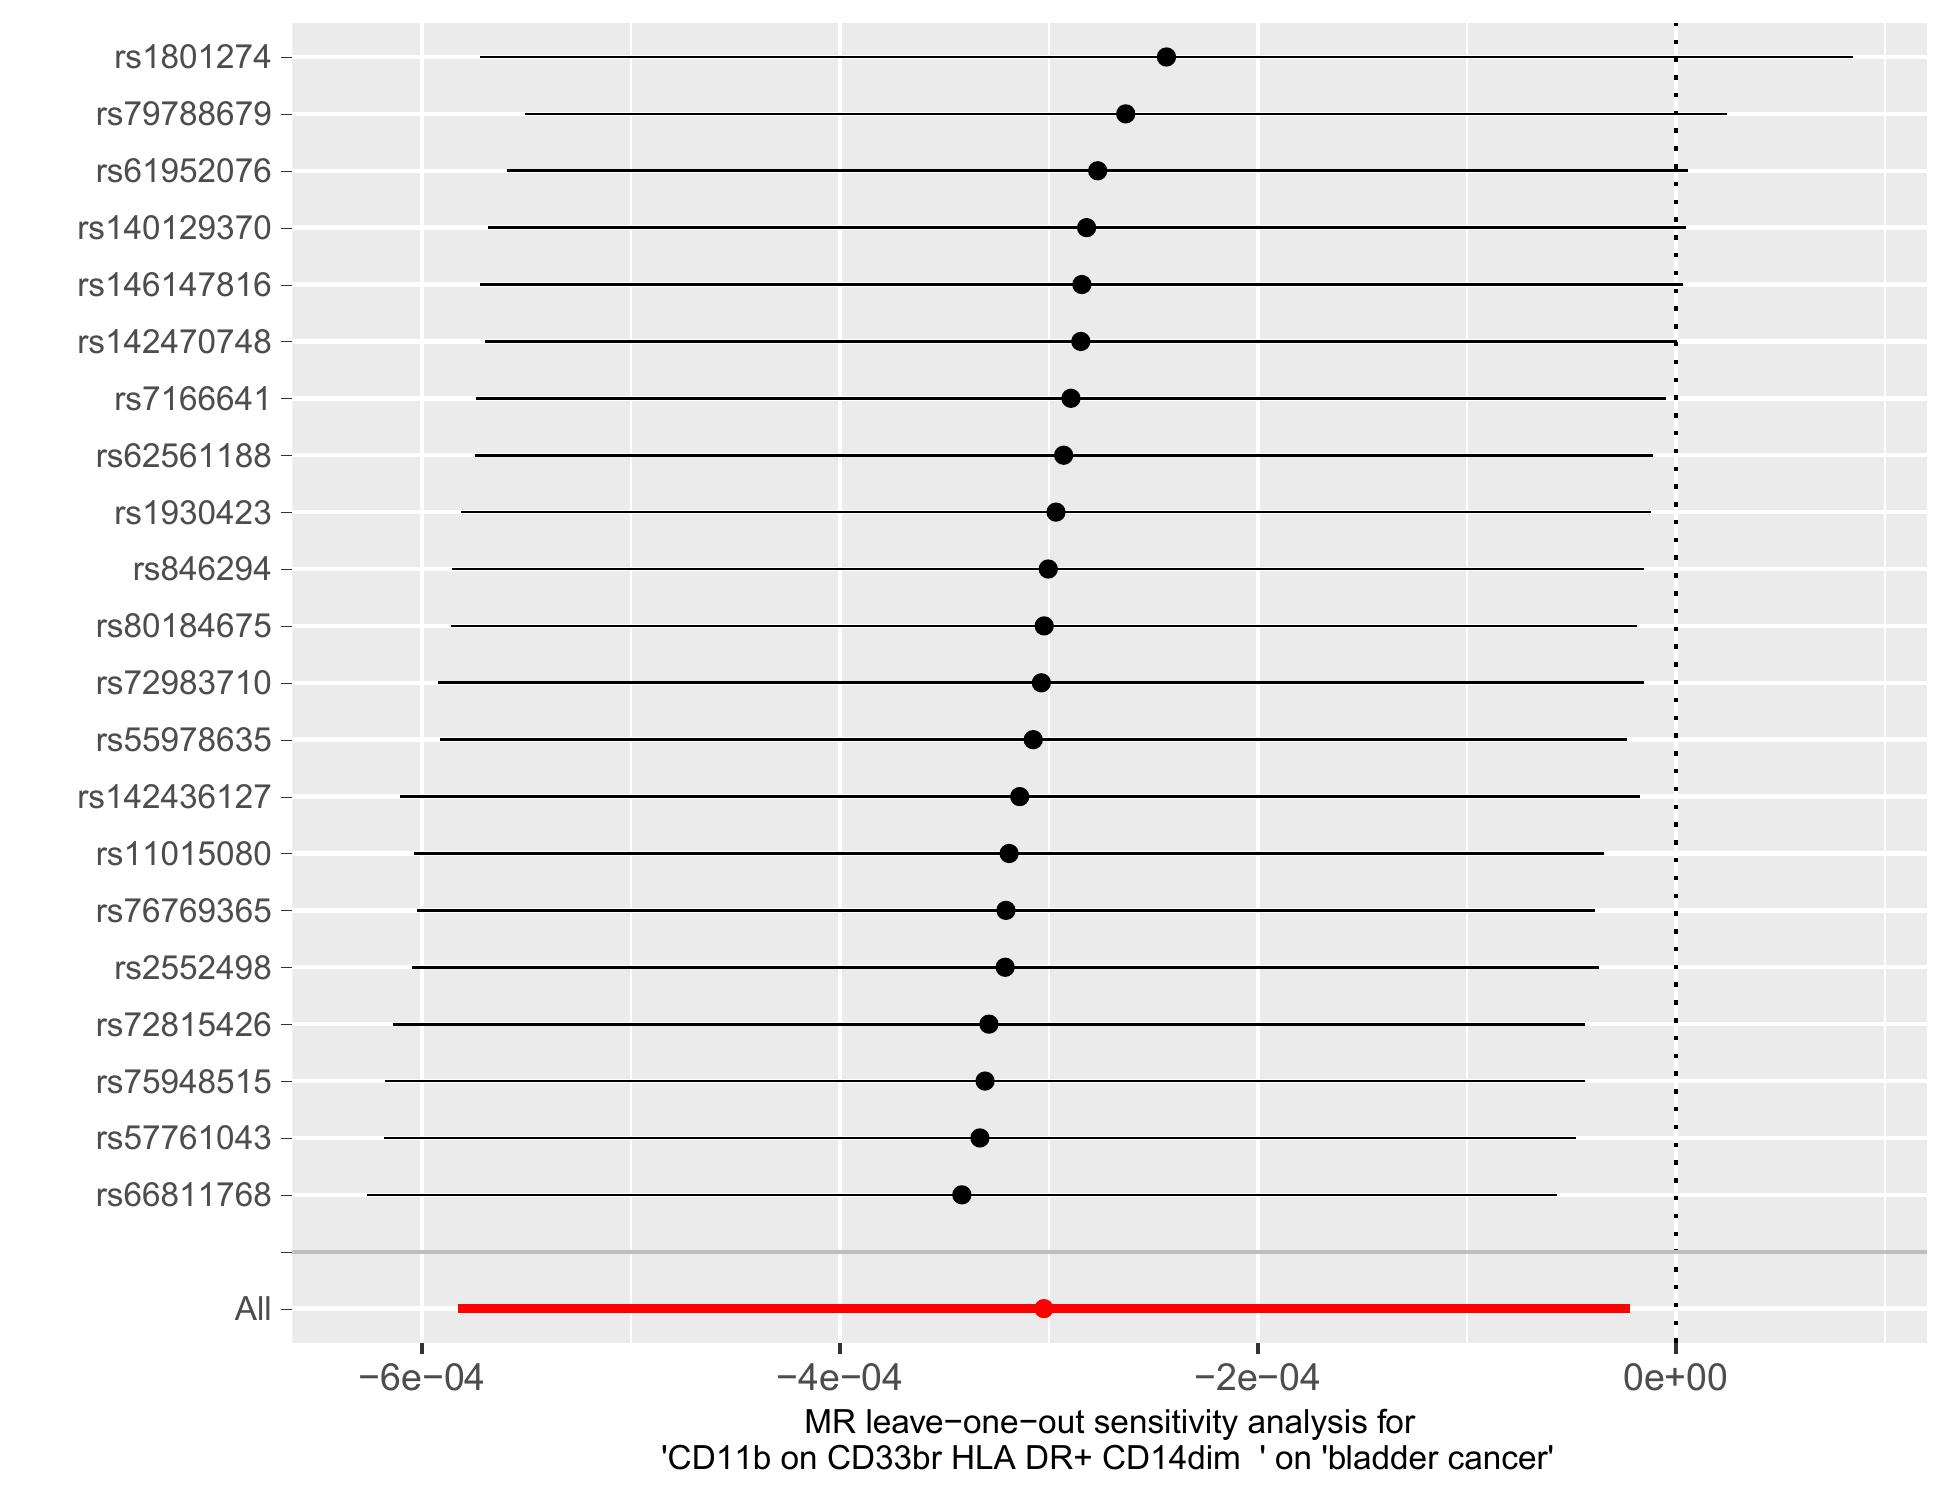 rs1801274
rs79788679
rs61952076
rs140129370
rs146147816
rs142470748
rs7166641
rs62561188
rs1930423
rs846294
rs80184675
rs72983710
rs55978635
rs142436127
rs11015080
rs76769365
rs2552498
rs72815426
rs75948515
rs57761043
rs66811768
All
−6e−04 −4e−04 −2e−04 0e+00
MR leave−one−out sensitivity analysis for
'CD11b on CD33br HLA DR+ CD14dim  ' on 'bladder cancer'